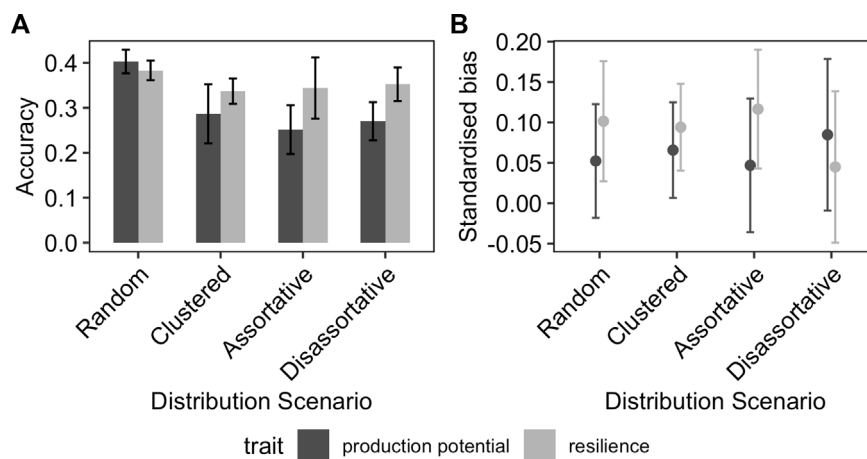 A
Accuracy
0.4
0.3
0.2
0.1
0.0
Random
Clustered
Assortative
Disassortative
Distribution Scenario
B
Standardised bias
0.20
0.15
0.10
0.05
0.00
-0.05
Random
Clustered
Assortative
Disassortative
Distribution Scenario
trait production potential resilience